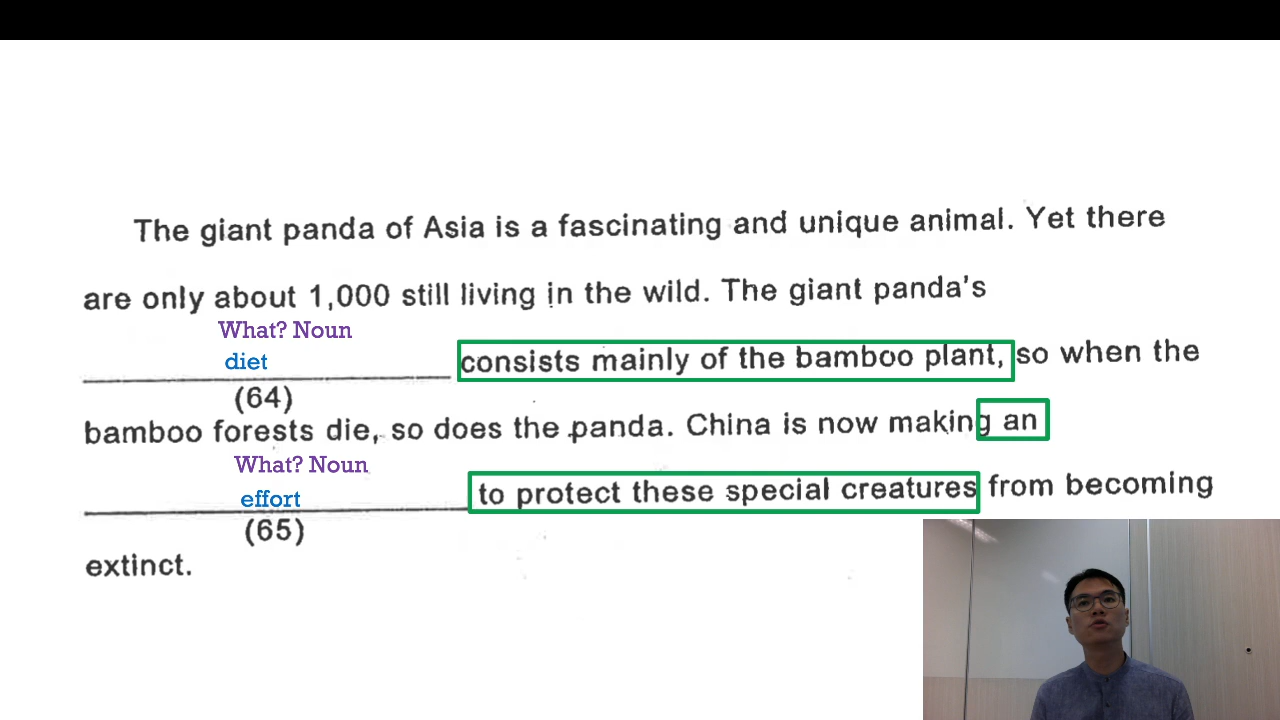 The giant panda of Asia is a fascinating and unique animal. Yet there
are only about 1,000 still living in the wild. The giant panda's
What? Noun
diet
consists mainly of the bamboo plant, so when the
(64)
bamboo forests die, so does the panda. China is now making an
What? Noun
effort
to protect these special creatures from becoming
(65)
extinct.